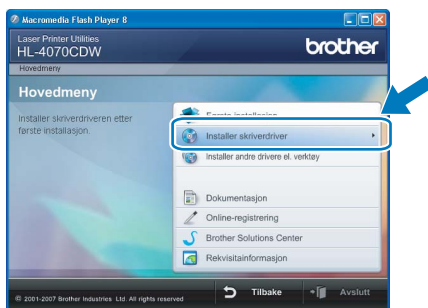 Macromedia Flash Player 8
Laser Printer Utilities
HL-4070CDW
brother
Hovedmeny
Hovedmeny
Installer skriverdriveren etter
første installasjon.
Første installasjon
Installer skriverdriver
Installer andre drivere el. verktøy
Dokumentasjon
Online-registrering
Brother Solutions Center
Rekvisitainformasjon
© 2001-2007 Brother Industries Ltd. All rights reserved
Tilbake
Avslutt